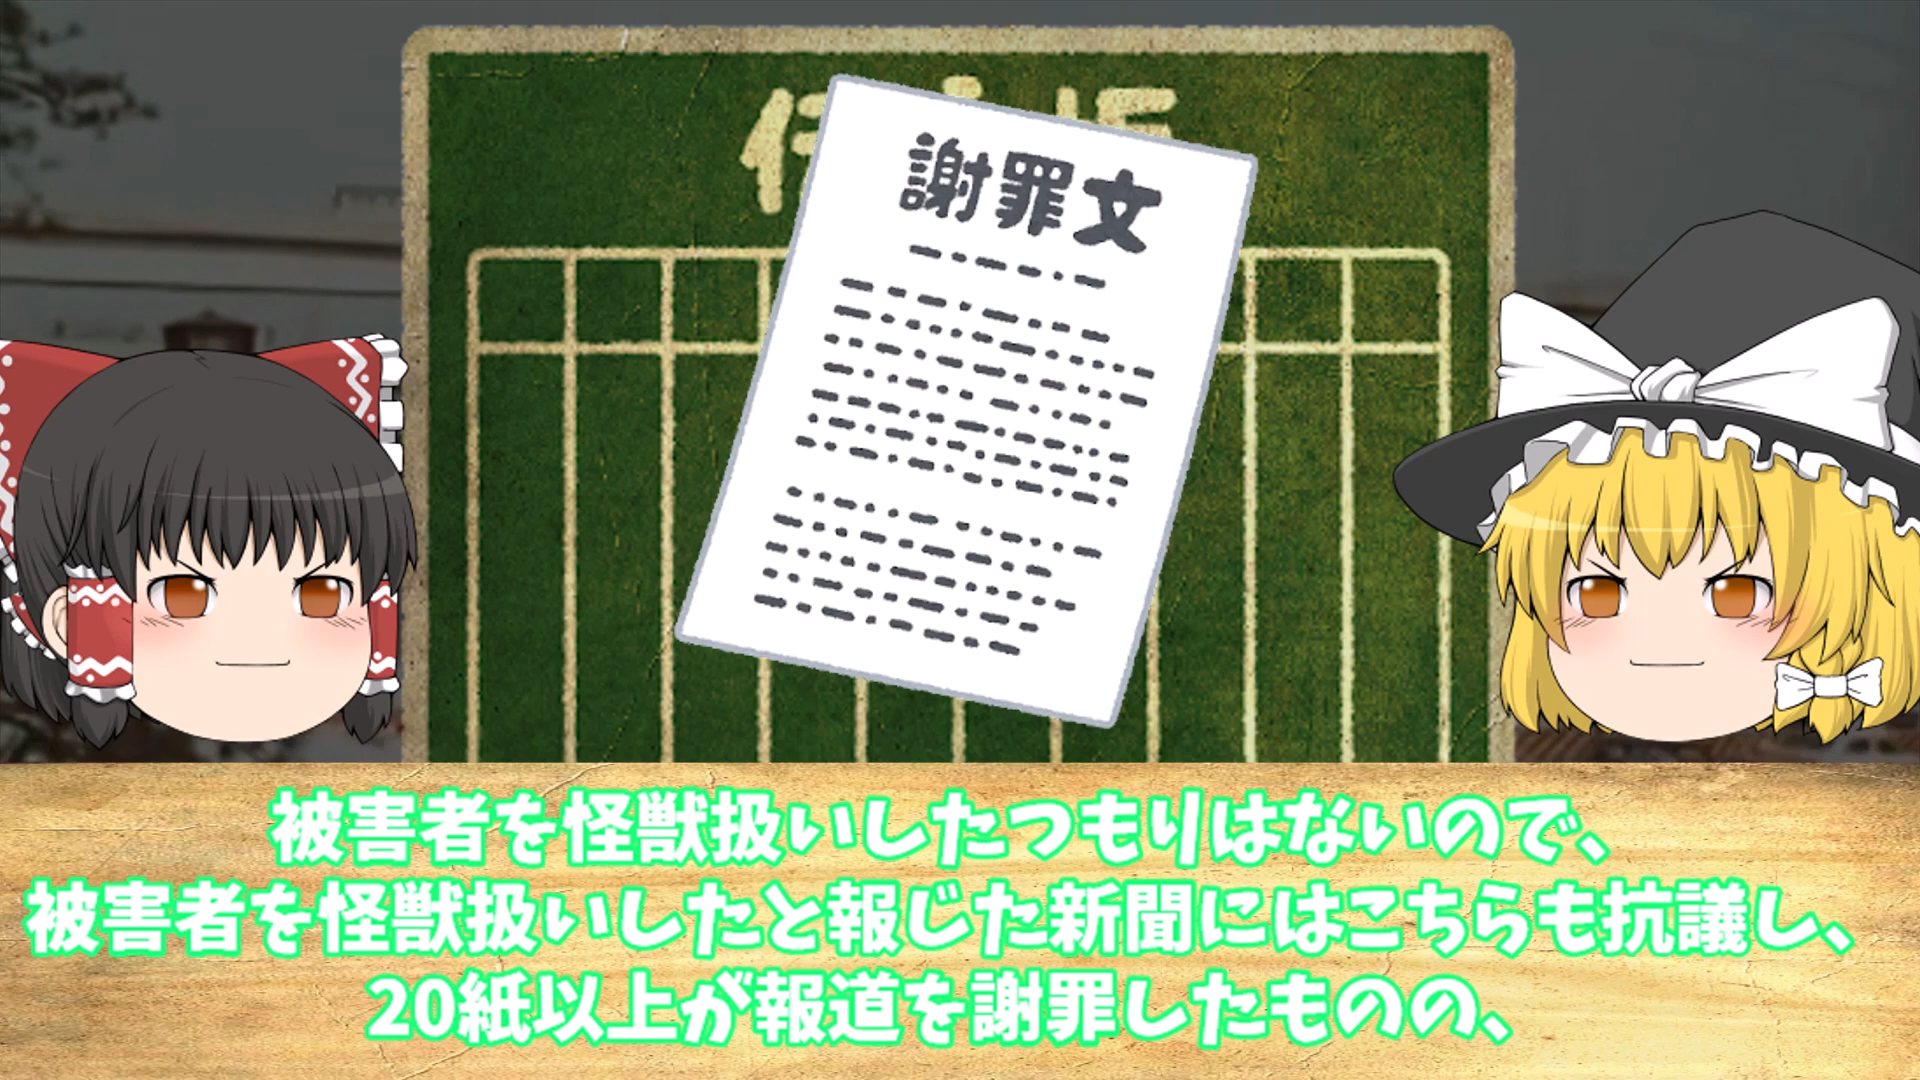 謝罪文
被害者を怪獣扱いしたつもりはないので、
被害者を怪獣扱いしたと報じた新聞にはこちらも抗議し、
20紙以上が報道を謝罪したものの、